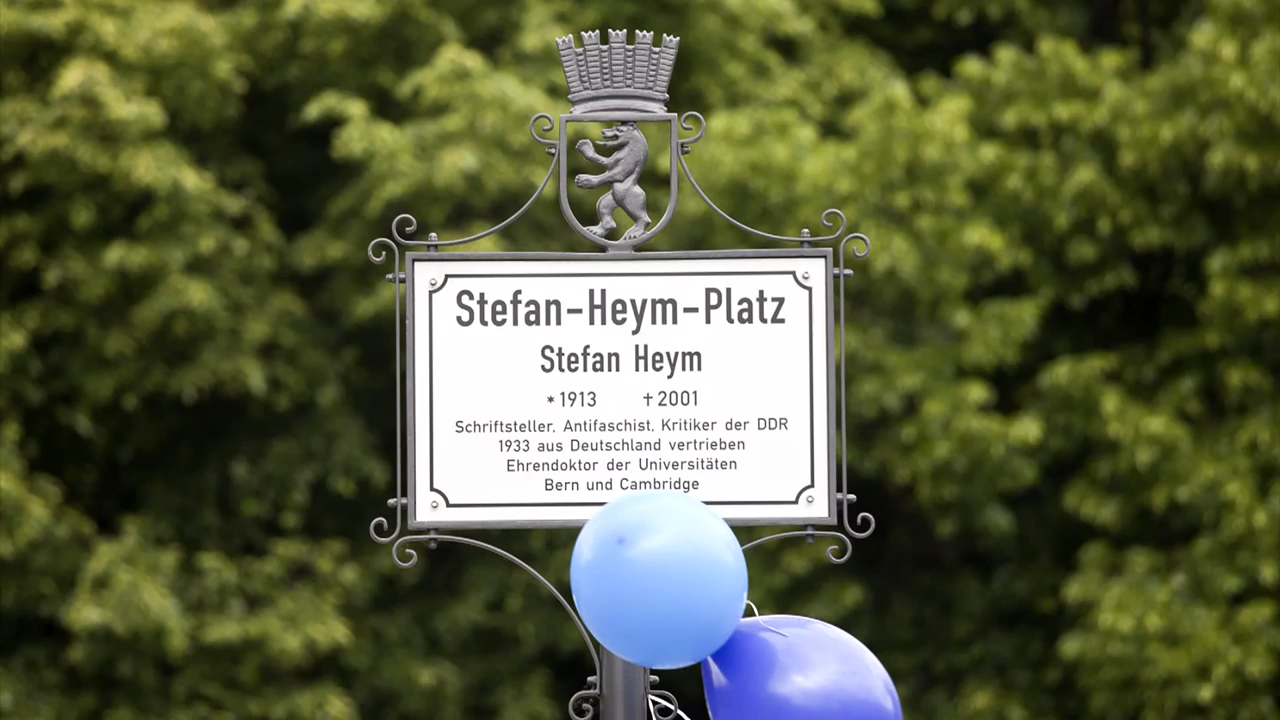 Stefan-Heym-Platz
Stefan Heym
*1913 †2001
Schriftsteller, Antifaschist, Kritiker der DDR
1933 aus Deutschland vertrieben
Ehrendoktor der Universitäten
Bern und Cambridge